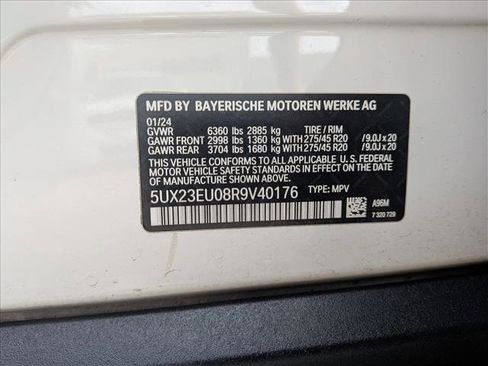 MFD BY BAYERISCHE MOTOREN WERKE AG
01/24
GVWR 6360 lbs 2885 kg TIRE / RIM
GAWR FRONT 2998 lbs 1360 kg WITH 275/45 R20 / 9.0J x 20
GAWR REAR 3704 lbs 1680 kg WITH 275/45 R20 / 9.0J x 20
THIS VEHICLE CONFORMS TO ALL APPLICABLE U. S. FEDERAL
MOTOR VEHICLE SAFETY STANDARDS IN EFFECT ON THE DATE
OF MANUFACTURE SHOWN ABOVE.
5UX23EU08R9V40176 TYPE: MPV
A96M
7 320 729